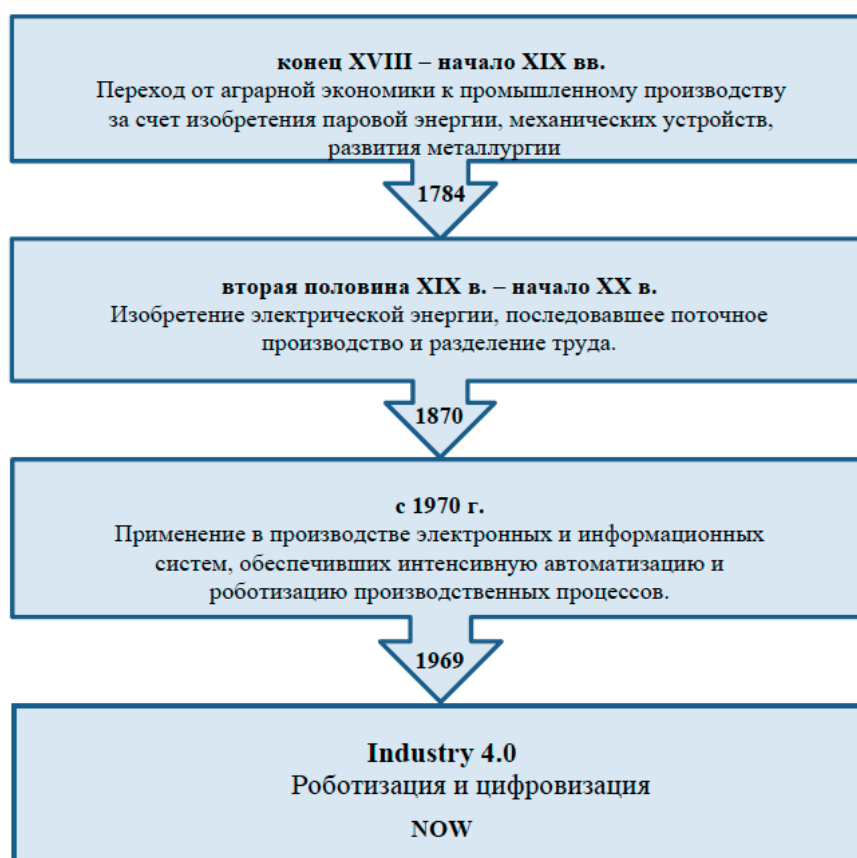 конец XVIII – начало XIX вв.
Переход от аграрной экономики к промышленному производству
за счет изобретения паровой энергии, механических устройств,
развития металлургии
1784
вторая половина XIX в. – начало XX в.
Изобретение электрической энергии, последовавшее поточное
производство и разделение труда.
1870
с 1970 г.
Применение в производстве электронных и информационных
систем, обеспечивших интенсивную автоматизацию и
роботизацию производственных процессов.
1969
Industry 4.0
Роботизация и цифровизация
NOW